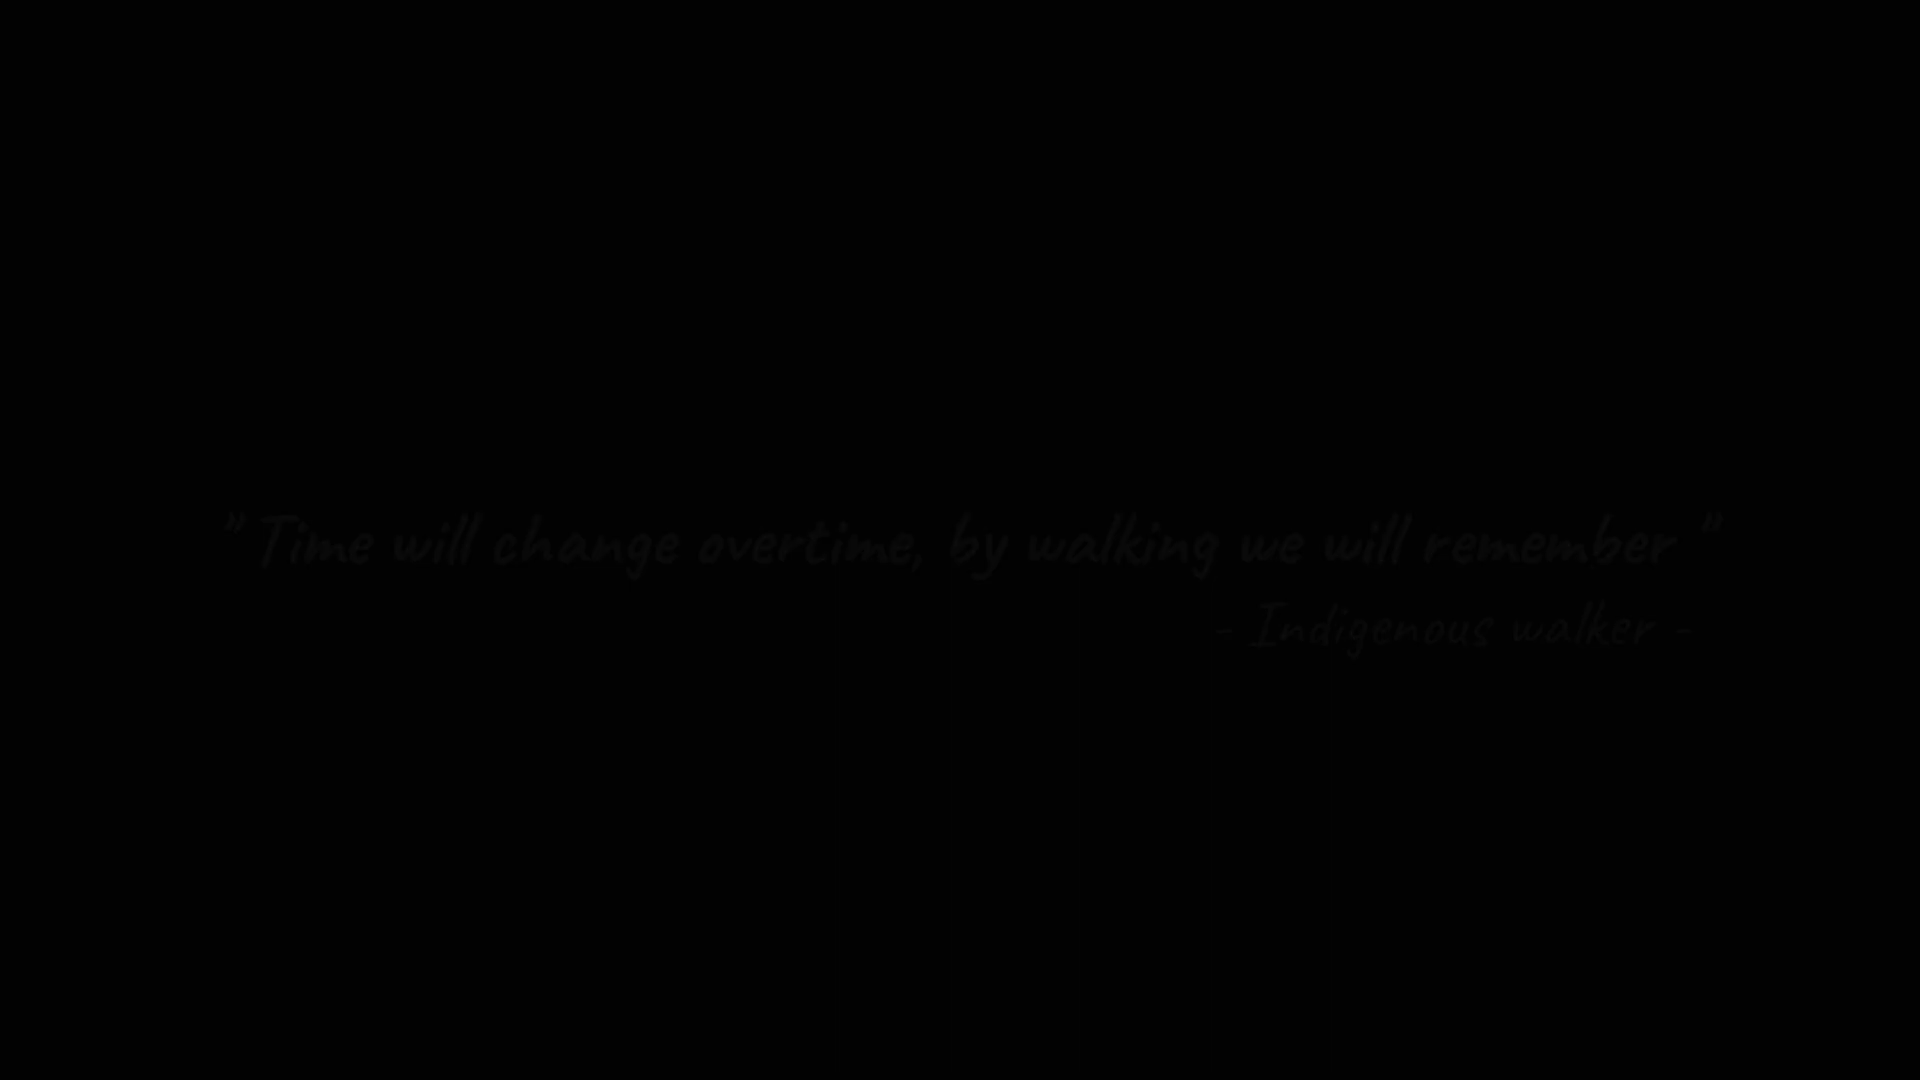 " Time will change overtime, by walking we will remember "
- Indigenous walker -